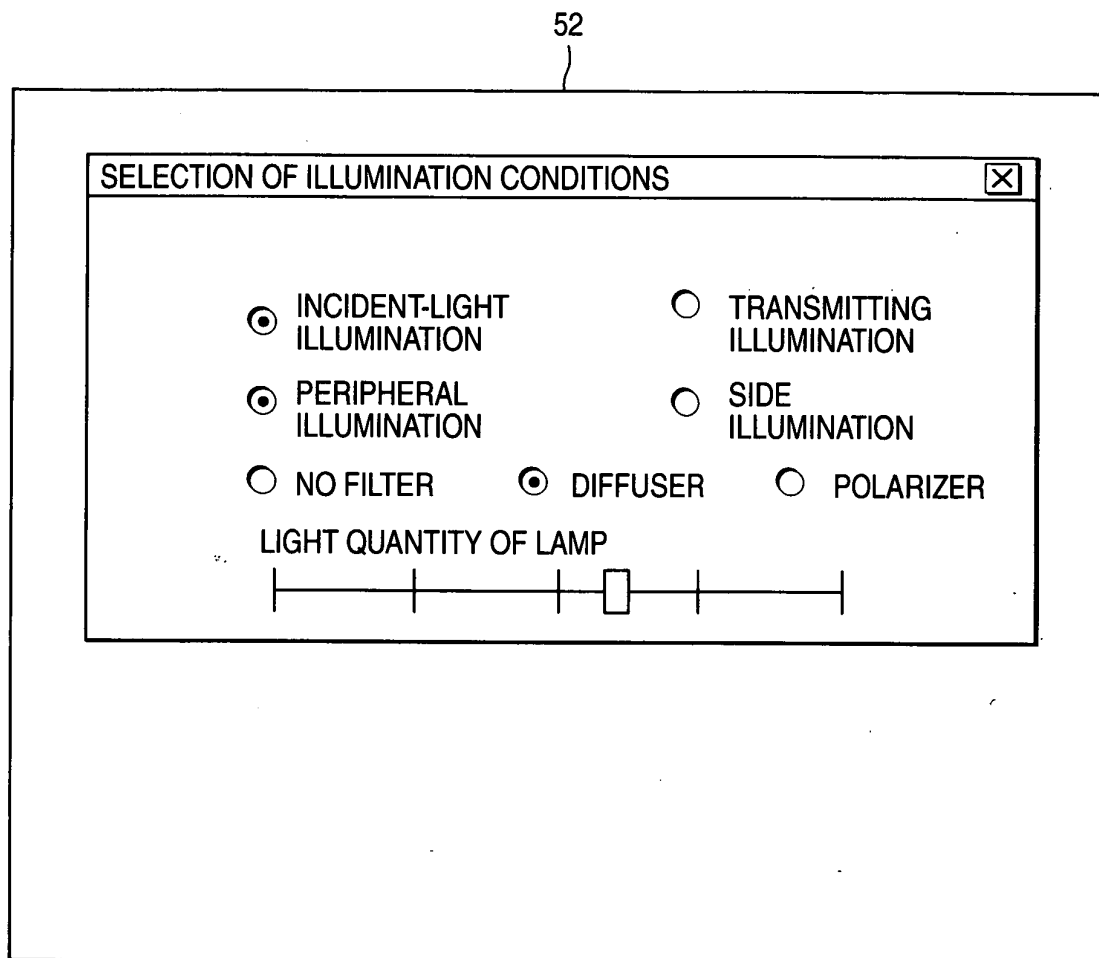 52
SELECTION OF ILLUMINATION CONDITIONS
INCIDENT-LIGHT
ILLUMINATION
TRANSMITTING
ILLUMINATION
PERIPHERAL
ILLUMINATION
SIDE
ILLUMINATION
NO FILTER
DIFFUSER
POLARIZER
LIGHT QUANTITY OF LAMP